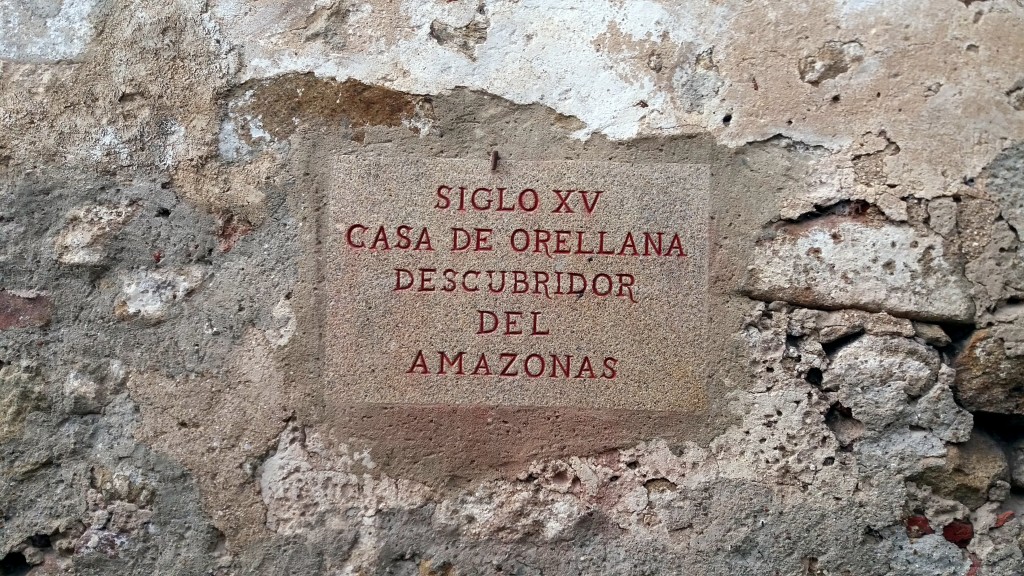 SIGLO XV
CASA DE ORELLANA
DESCUBRIDOR
DEL
AMAZONAS